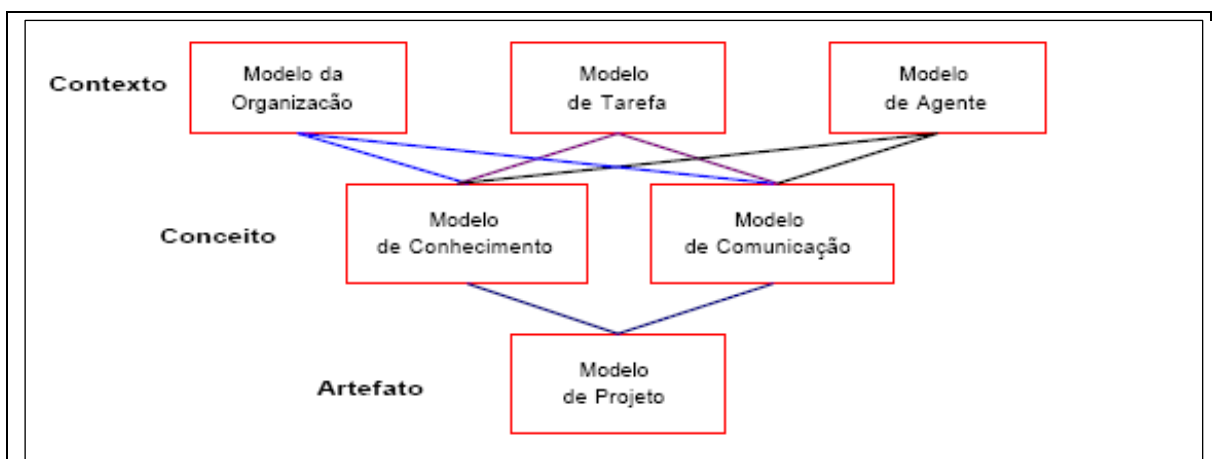 Contexto
Modelo da
Organizacão
Modelo
de Tarefa
Modelo
de Agente
Conceito
Modelo
de Conhecimento
Modelo
de Comunicação
Artefato
Modelo
de Projeto